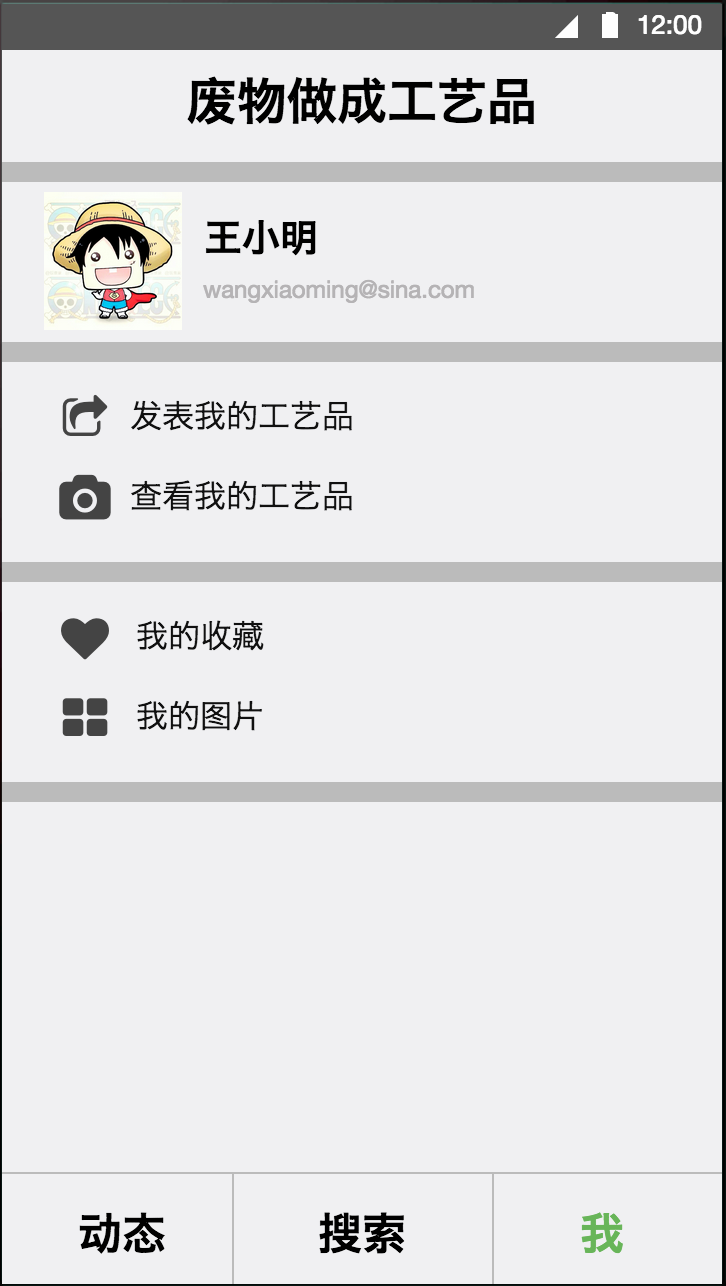 12:00
废物做成工艺品
王小明
wangxiaoming@sina.com
发表我的工艺品
查看我的工艺品
我的收藏
我的图片
动态
搜索
我